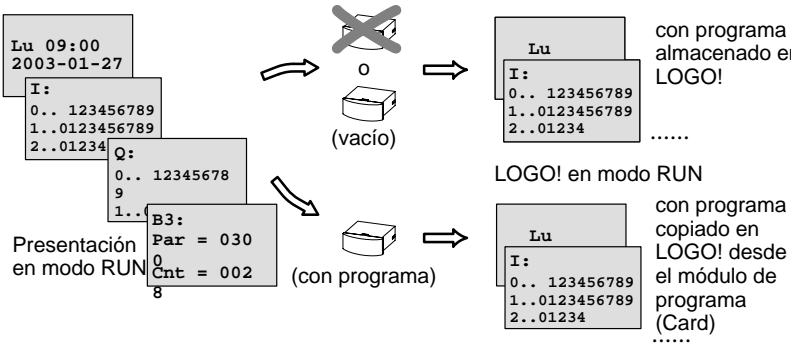 Lu 09:00
2003-01-27
I:
0.. 123456789
1..0123456789
2..01234
Q:
0.. 12345678
9
1..
B3:
Par = 030
0
Cnt = 002
8
Presentación
en modo RUN
o
(vacío)
(con programa)
Lu
I:
0.. 123456789
1..0123456789
2..01234
con programa
almacenado en
LOGO!
......
LOGO! en modo RUN
Lu
I:
0.. 123456789
1..0123456789
2..01234
con programa
copiado en
LOGO! desde
el módulo de
programa
(Card)
......